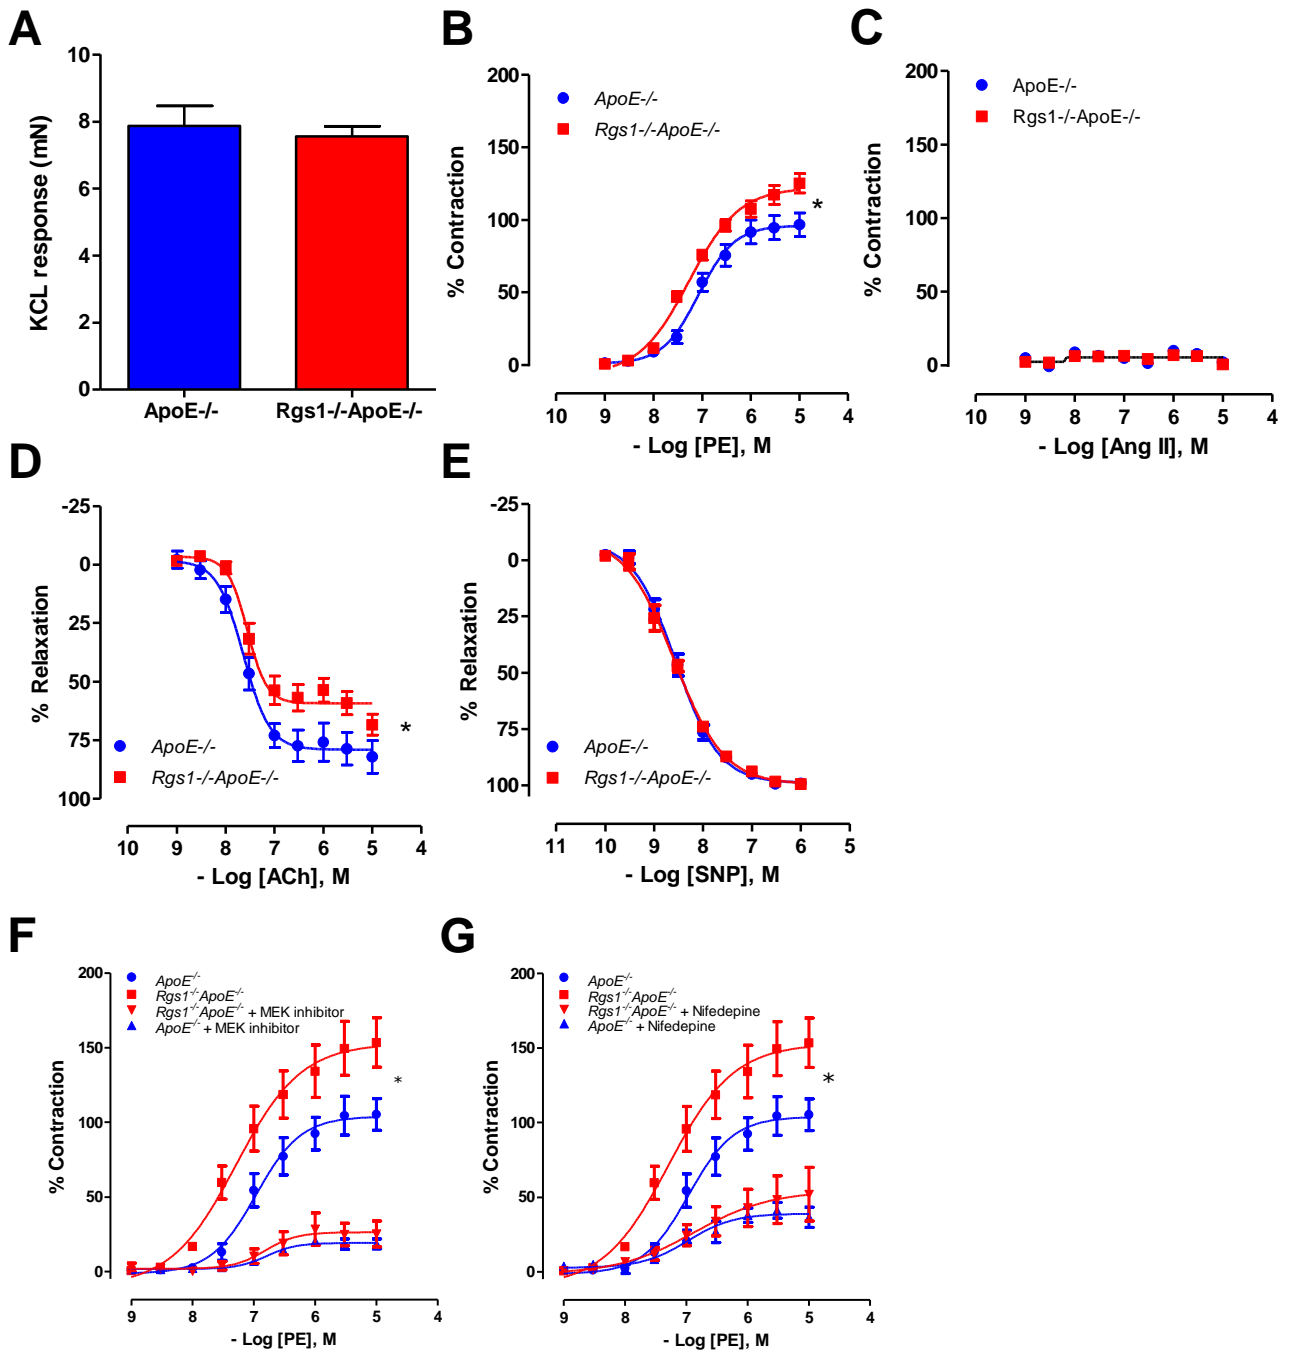 A
10
8
6
4
2
0
KCL response (mN)
ApoE-/-
Rgs1-/-ApoE-/-
B
200
150
100
50
0
% Contraction
ApoE-/-
Rgs1-/-ApoE-/-
*
10 9 8 7 6 5 4
- Log [PE], M
C
200
150
100
50
0
% Contraction
ApoE-/-
Rgs1-/-ApoE-/-
10 9 8 7 6 5 4
- Log [Ang II], M
D
-25
0
25
50
75
100
% Relaxation
*
ApoE-/-
Rgs1-/-ApoE-/-
10 9 8 7 6 5 4
- Log [ACh], M
E
-25
0
25
50
75
100
% Relaxation
ApoE-/-
Rgs1-/-ApoE-/-
11 10 9 8 7 6 5
- Log [SNP], M
F
200
150
100
50
0
% Contraction
ApoE-/-
Rgs1-/-ApoE-/-
Rgs1-/-ApoE-/- + MEK inhibitor
ApoE-/- + MEK inhibitor
*
9 8 7 6 5 4
- Log [PE], M
G
200
150
100
50
0
% Contraction
ApoE-/-
Rgs1-/-ApoE-/-
Rgs1-/-ApoE-/- + Nifedepine
ApoE-/- + Nifedepine
*
9 8 7 6 5 4
- Log [PE], M